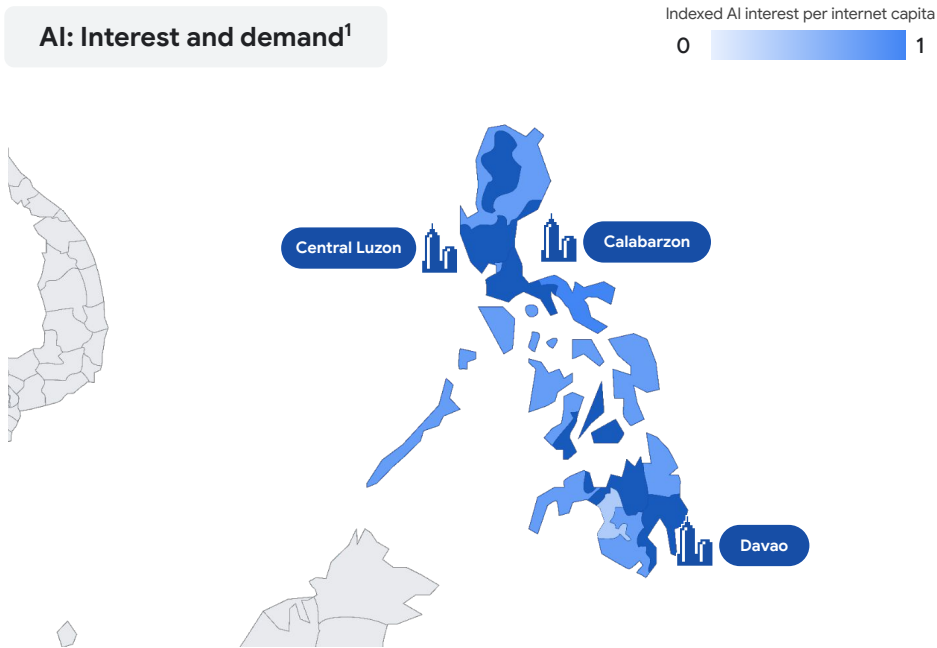 Indexed AI interest per internet capita
AI: Interest and demand¹
0
1
Central Luzon
Calabarzon
Davao